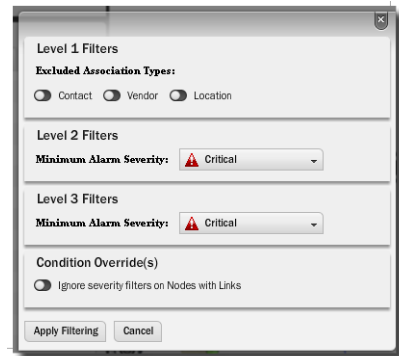 Level 1 Filters
Excluded Association Types:
Contact Vendor Location
Level 2 Filters
Minimum Alarm Severity: Critical
Level 3 Filters
Minimum Alarm Severity: Critical
Condition Override(s)
Ignore severity filters on Nodes with Links
Apply Filtering Cancel